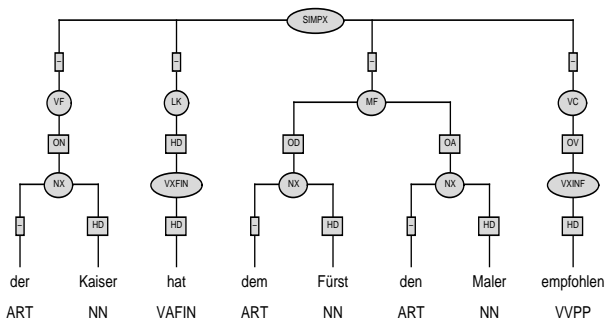 SIMPX
– – – –
VF LK MF VC
ON HD OD OA OV
NX VXFIN NX NX VXINF
– HD HD – HD – HD HD
der Kaiser hat dem Fürst den Maler empfohlen
ART NN VAFIN ART NN ART NN VVPP